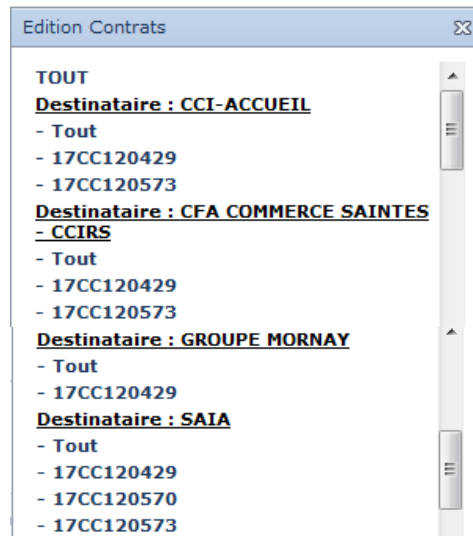 Edition Contrats
TOUT
Destinataire : CCI-ACCUEIL
- Tout
- 17CC120429
- 17CC120573
Destinataire : CFA COMMERCE SAINTES
- CCIRS
- Tout
- 17CC120429
- 17CC120573
Destinataire : GROUPE MORNAY
- Tout
- 17CC120429
Destinataire : SAIA
- Tout
- 17CC120429
- 17CC120570
- 17CC120573